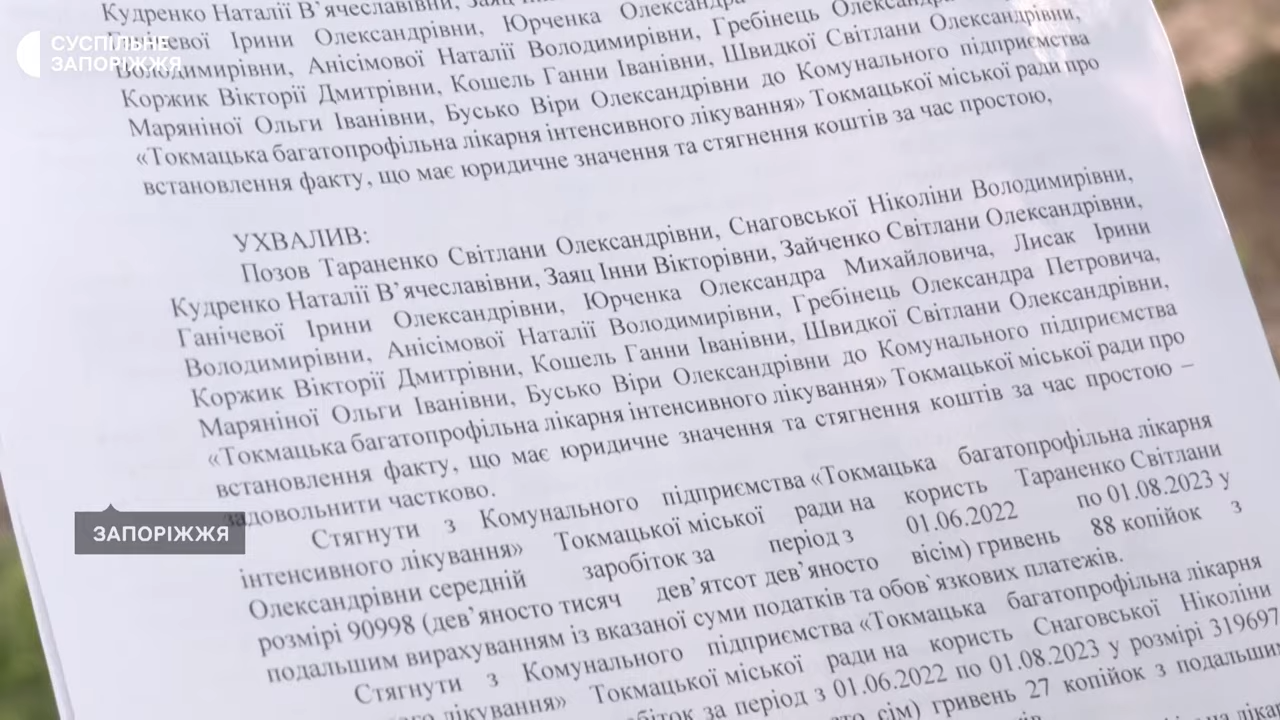 СУСПІЛЬНЕ
ЗАПОРІЖЖЯ
Кудренко Наталії В’ячеславівни, Заяц
Ірини Олександрівни, Юрченка Олександра
Володимирівни, Анісімової Наталії Володимирівни, Гребінець Олександра
Коржик Вікторії Дмитрівни, Кошель Ганни Іванівни, Швидкої Світлани Олександрівни,
Маряніної Ольги Іванівни, Бусько Віри Олександрівни до Комунального підприємства
«Токмацька багатопрофільна лікарня інтенсивного лікування» Токмацької міської ради про
встановлення факту, що має юридичне значення та стягнення коштів за час простою,
УХВАЛИВ:
Позов Тараненко Світлани Олександрівни, Снаговської Ніколіни Володимирівни,
Кудренко Наталії В’ячеславівни, Заяц Інни Вікторівни, Зайченко Світлани Олександрівни,
Ганічевої Ірини Олександрівни, Юрченка Олександра Михайловича, Лисак Ірини
Володимирівни, Анісімової Наталії Володимирівни, Гребінець Олександра Петровича,
Коржик Вікторії Дмитрівни, Кошель Ганни Іванівни, Швидкої Світлани Олександрівни,
Маряніної Ольги Іванівни, Бусько Віри Олександрівни до Комунального підприємства
«Токмацька багатопрофільна лікарня інтенсивного лікування» Токмацької міської ради про
встановлення факту, що має юридичне значення та стягнення коштів за час простою –
задовольнити частково.
Стягнути з Комунального підприємства «Токмацька багатопрофільна лікарня
інтенсивного лікування» Токмацької міської ради на користь Тараненко Світлани
Олександрівни середній заробіток за період з 01.06.2022 по 01.08.2023 у
розмірі 90998 (дев’яносто тисяч дев’ятсот дев’яносто вісім) гривень 88 копійок з
подальшим вирахуванням із вказаної суми податків та обов`язкових платежів.
Стягнути з Комунального підприємства «Токмацька багатопрофільна лікарня
лікування» Токмацької міської ради на користь Снаговської Ніколіни
за період з 01.06.2022 по 01.08.2023 у розмірі 319697
сім) гривень 27 копійок з подальшим
ЗАПОРІЖЖЯ